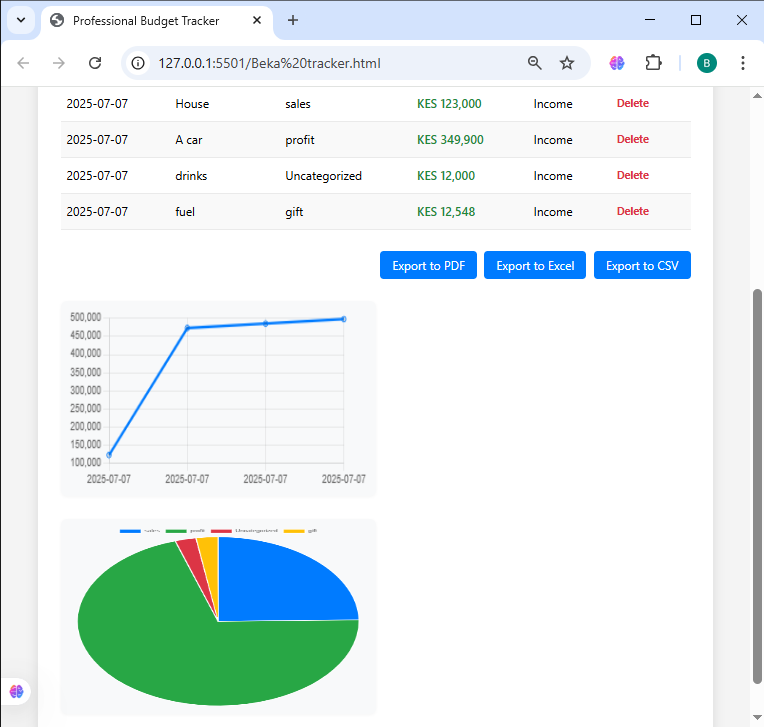 Professional Budget Tracker
127.0.0.1:5501/Beka%20tracker.html
B
2025-07-07 House sales KES 123,000 Income Delete
2025-07-07 A car profit KES 349,900 Income Delete
2025-07-07 drinks Uncategorized KES 12,000 Income Delete
2025-07-07 fuel gift KES 12,548 Income Delete
Export to PDF Export to Excel Export to CSV
500,000
450,000
400,000
350,000
300,000
250,000
200,000
150,000
100,000
2025-07-07 2025-07-07 2025-07-07 2025-07-07
sales profit Uncategorized gift